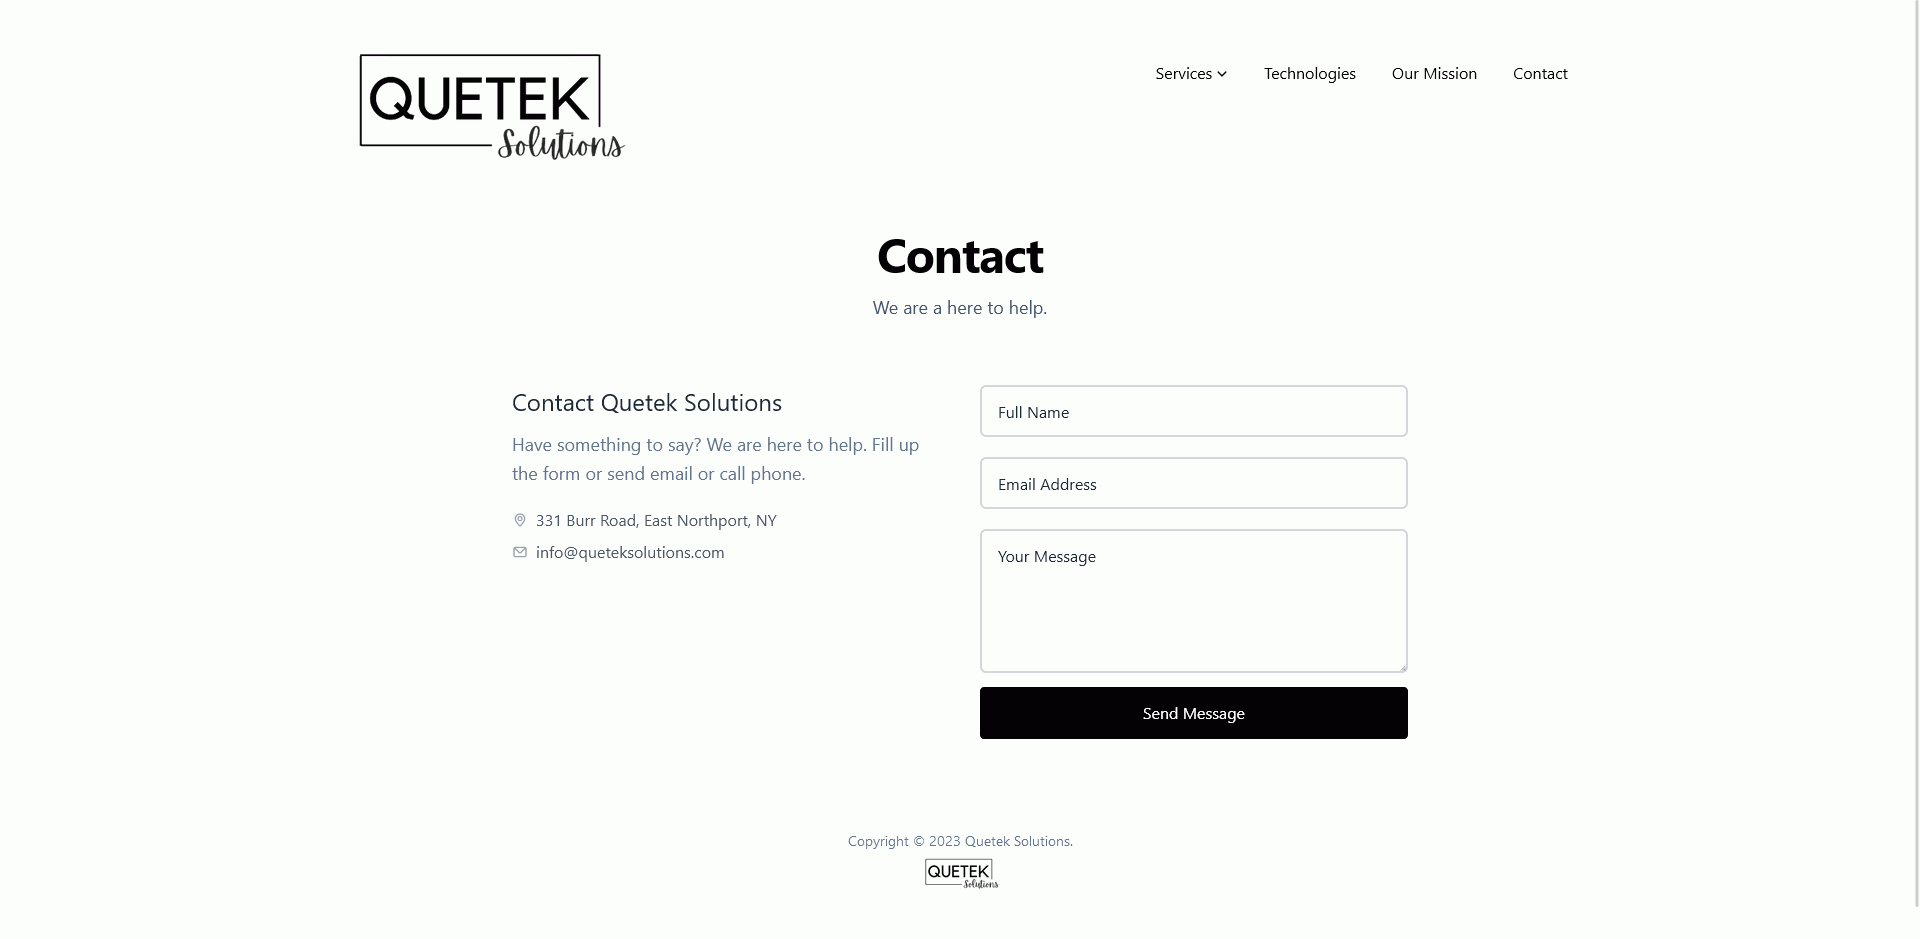 QUETEK
Solutions
Services
Technologies
Our Mission
Contact
Contact
We are a here to help.
Contact Quetek Solutions
Have something to say? We are here to help. Fill up
the form or send email or call phone.
331 Burr Road, East Northport, NY
info@queteksolutions.com
Full Name
Email Address
Your Message
Send Message
Copyright © 2023 Quetek Solutions.
QUETEK
Solutions